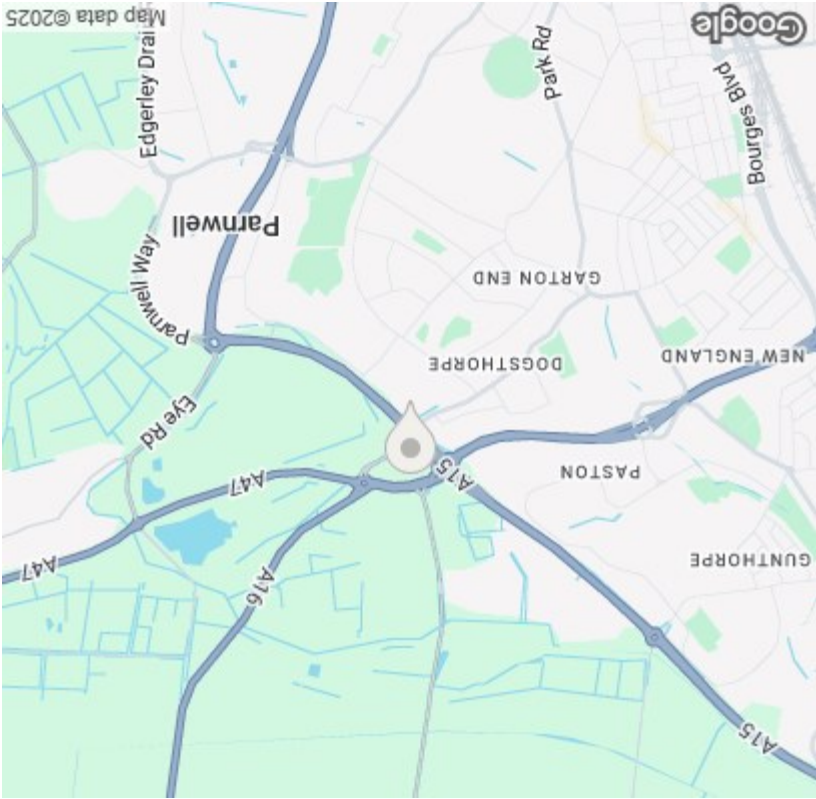 A15
GUNTHORPE
A16
A47
PASTON
A15
A47
Eye Rd
NEW ENGLAND
DOGSTHORPE
Parnwell Way
GARTON END
Parnwell
Bourges Blvd
Park Rd
Edgerley Drain
Google
Map data ©2025